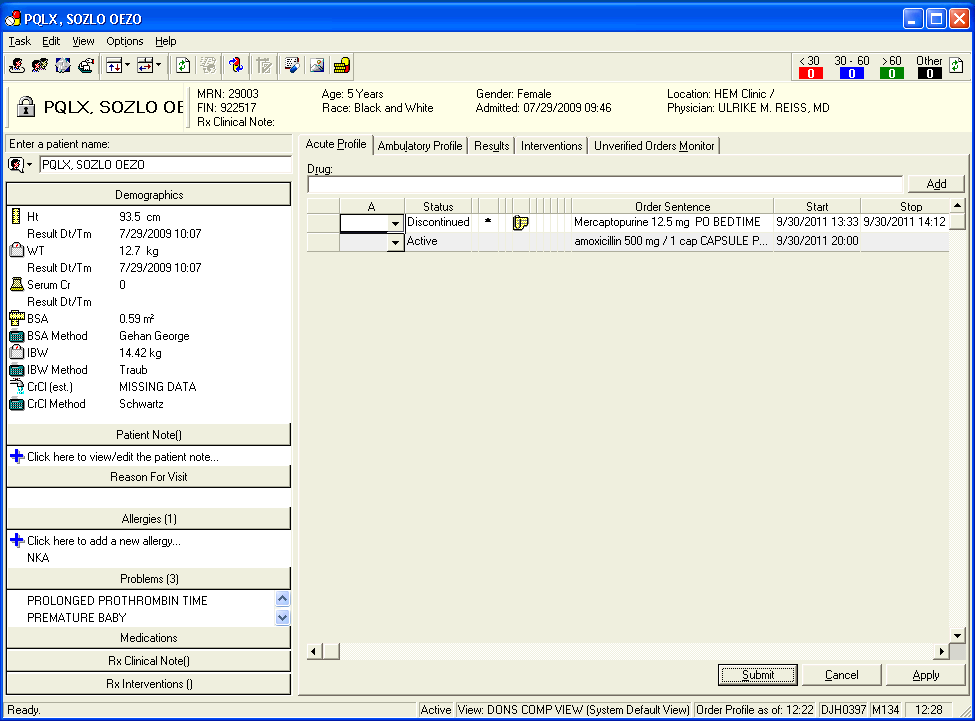 PQLX, SOZLO OEZO
Task Edit View Options Help
< 30 30 - 60 >60 Other
0 0 0 0
PQLX, SOZLO OE
MRN: 29003 Age: 5 Years Gender: Female Location: HEM Clinic /
FIN: 922517 Race: Black and White Admitted: 07/29/2009 09:46 Physician: ULRIKE M. REISS, MD
Rx Clinical Note:
Enter a patient name:
PQLX, SOZLO OEZO
Demographics
Ht 93.5 cm
Result Dt/Tm 7/29/2009 10:07
WT 12.7 kg
Result Dt/Tm 7/29/2009 10:07
Serum Cr 0
Result Dt/Tm
BSA 0.59 m²
BSA Method Gehan George
IBW 14.42 kg
IBW Method Traub
CrCl (est.) MISSING DATA
CrCl Method Schwartz
Patient Note()
Click here to view/edit the patient note...
Reason For Visit
Allergies (1)
Click here to add a new allergy...
NKA
Problems (3)
PROLONGED PROTHROMBIN TIME
PREMATURE BABY
Medications
Rx Clinical Note()
Rx Interventions ()
Acute Profile Ambulatory Profile Results Interventions Unverified Orders Monitor
Drug:
Add
A Status Order Sentence Start Stop
Discontinued * Mercaptopurine 12.5 mg PO BEDTIME 9/30/2011 13:33 9/30/2011 14:12
Active amoxicillin 500 mg / 1 cap CAPSULE P... 9/30/2011 20:00
Submit Cancel Apply
Ready. Active View: DONS COMP VIEW (System Default View) Order Profile as of: 12:22 DJH0397 M134 12:28